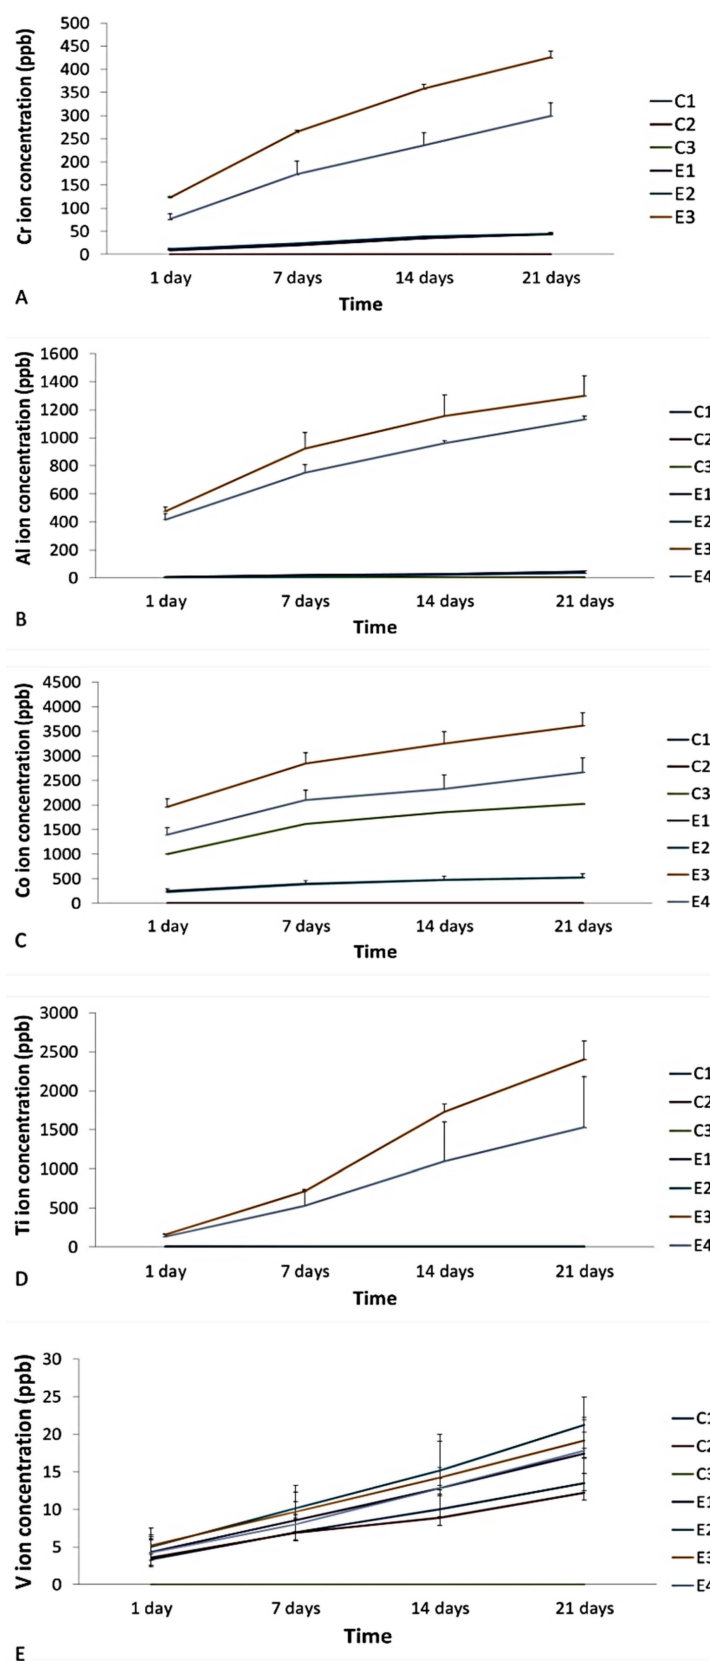 Cr ion concentration (ppb)
500
450
400
350
300
250
200
150
100
50
0
1 day 7 days 14 days 21 days
Time
C1
C2
C3
E1
E2
E3
A
Al ion concentration (ppb)
1600
1400
1200
1000
800
600
400
200
0
1 day 7 days 14 days 21 days
Time
C1
C2
C3
E1
E2
E3
E4
B
Co ion concentration (ppb)
4500
4000
3500
3000
2500
2000
1500
1000
500
0
1 day 7 days 14 days 21 days
Time
C1
C2
C3
E1
E2
E3
E4
C
Ti ion concentration (ppb)
3000
2500
2000
1500
1000
500
0
1 day 7 days 14 days 21 days
Time
C1
C2
C3
E1
E2
E3
E4
D
V ion concentration (ppb)
30
25
20
15
10
5
0
1 day 7 days 14 days 21 days
Time
C1
C2
C3
E1
E2
E3
E4
E